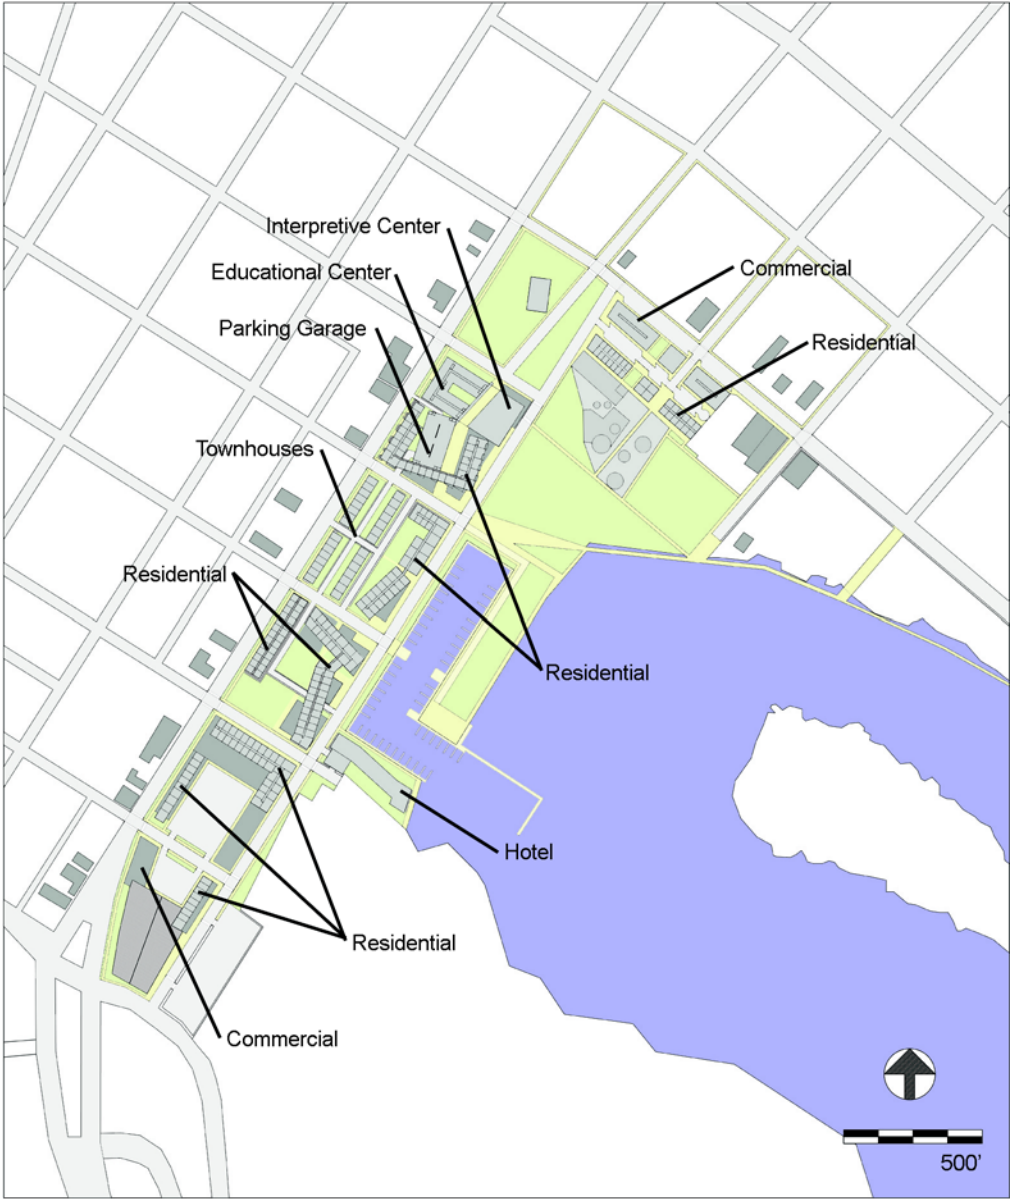 Interpretive Center
Commercial
Educational Center
Parking Garage
Residential
Townhouses
Residential
Residential
Hotel
Residential
Commercial
500'